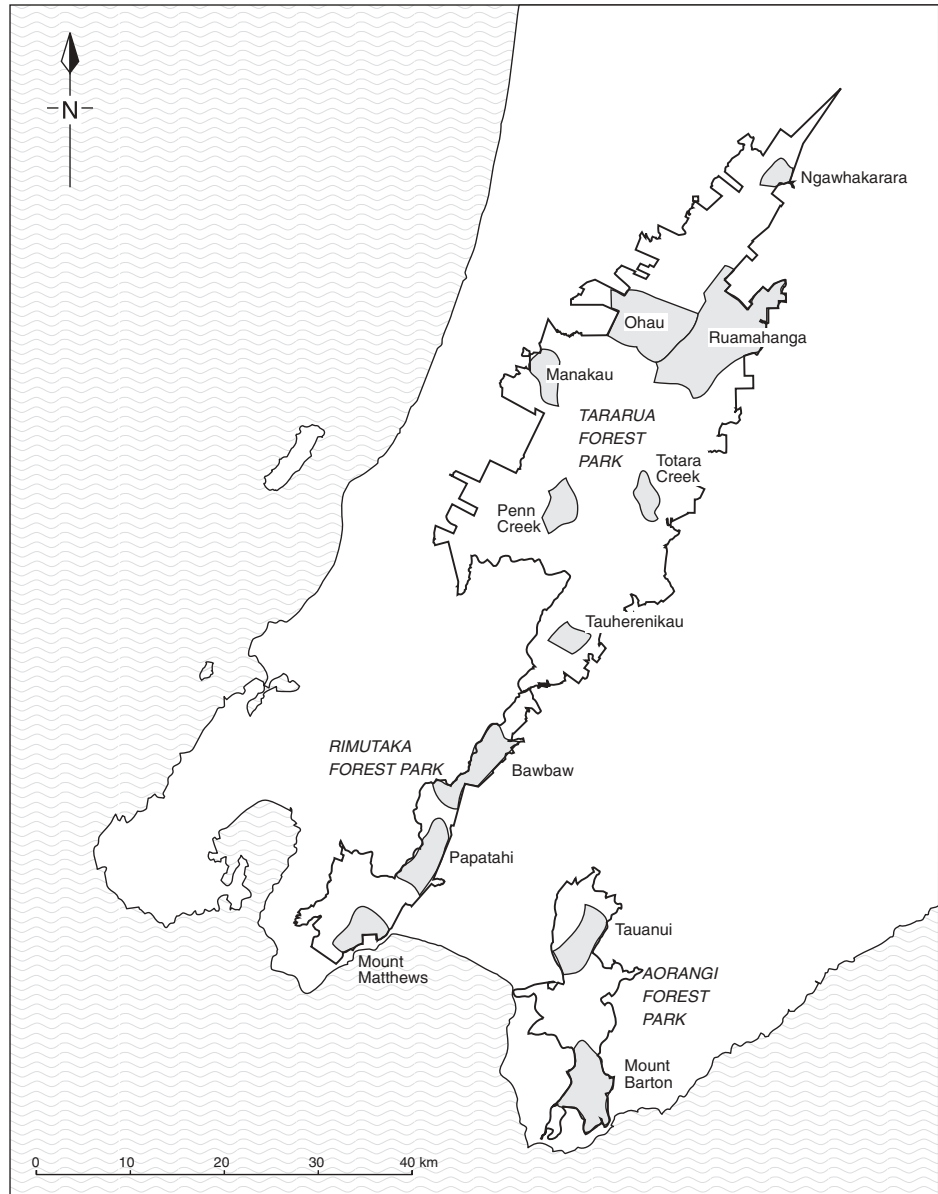 N
Ngawhakarara
Ohau
Ruamahanga
Manakau
TARARUA
FOREST
PARK
Totara
Creek
Penn
Creek
Tauherenikau
RIMUTAKA
FOREST PARK
Bawbaw
Papatahi
Tauanui
Mount
Matthews
AORANGI
FOREST
PARK
Mount
Barton
0 10 20 30 40 km